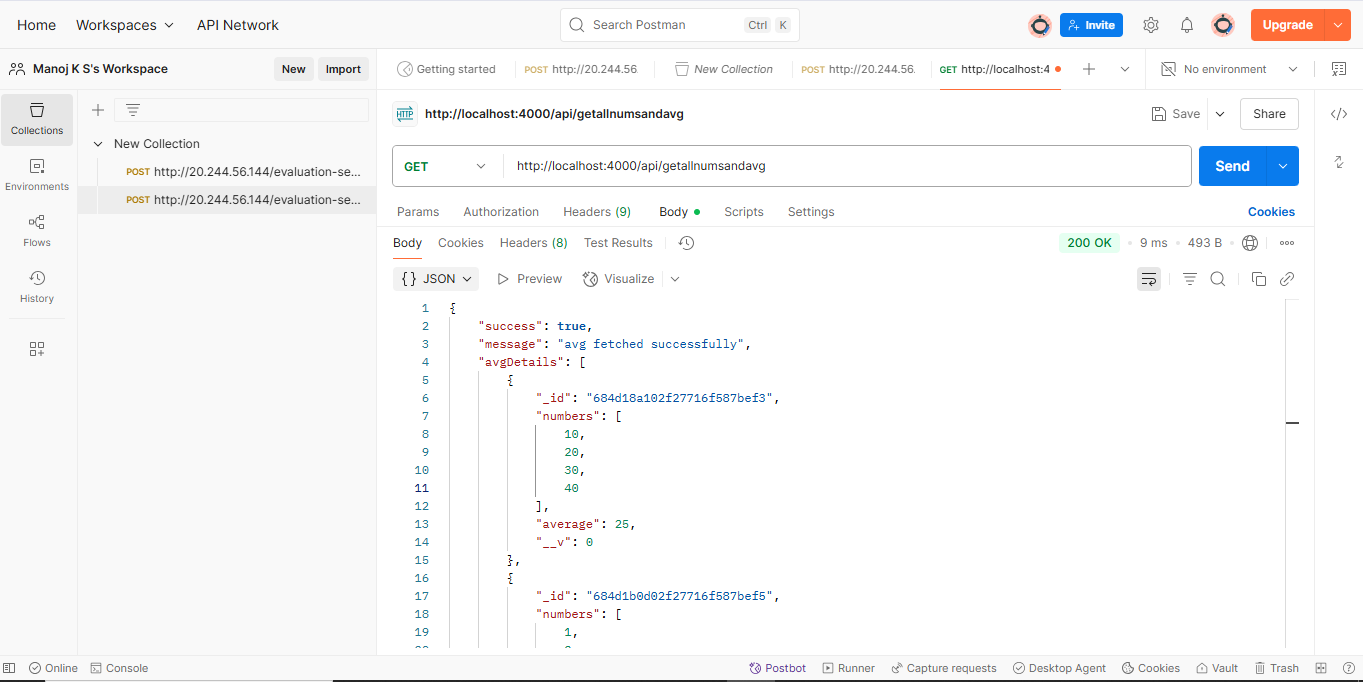 Home Workspaces API Network Search Postman Ctrl K Invite Upgrade
Manoj K S's Workspace New Import Getting started POST http://20.244.56 New Collection POST http://20.244.56. GET http://localhost:4 No environment
Collections
Environments
Flows
History
New Collection
POST http://20.244.56.144/evaluation-se...
POST http://20.244.56.144/evaluation-se...
HTTP http://localhost:4000/api/getallnumsandavg Save Share
GET http://localhost:4000/api/getallnumsandavg Send
Params Authorization Headers (9) Body Scripts Settings Cookies
Body Cookies Headers (8) Test Results 200 OK 9 ms 493 B
{} JSON Preview Visualize
1 {
2 "success": true,
3 "message": "avg fetched successfully",
4 "avgDetails": [
5 {
6 "_id": "684d18a102f27716f587bef3",
7 "numbers": [
8 10,
9 20,
10 30,
11 40
12 ],
13 "average": 25,
14 "__v": 0
15 },
16 {
17 "_id": "684d1b0d02f27716f587bef5",
18 "numbers": [
19 1,
Online Console Postbot Runner Capture requests Desktop Agent Cookies Vault Trash